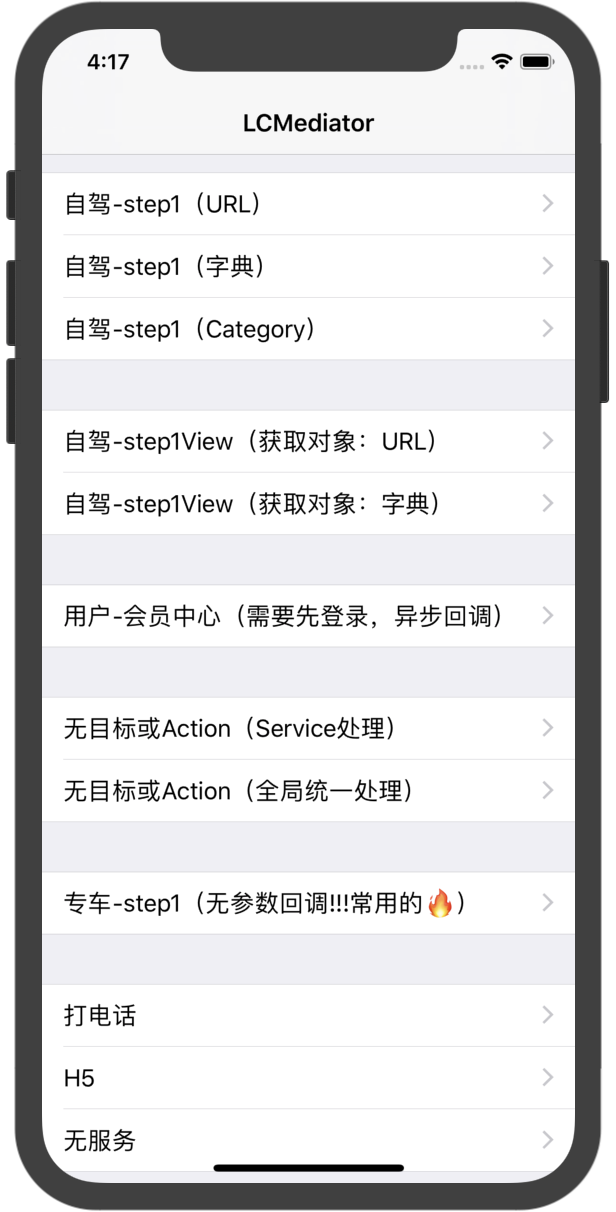 4:17
LCMediator
自驾-step1（URL）
自驾-step1（字典）
自驾-step1（Category）
自驾-step1View（获取对象：URL）
自驾-step1View（获取对象：字典）
用户-会员中心（需要先登录，异步回调）
无目标或Action（Service处理）
无目标或Action（全局统一处理）
专车-step1（无参数回调!!!常用的🔥）
打电话
H5
无服务